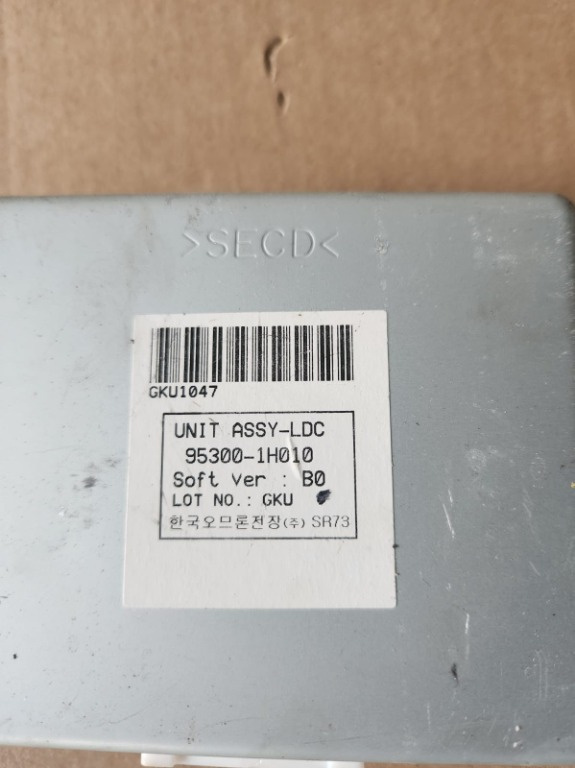 >SECD<
GKU1047
UNIT ASSY-LDC
95300-1H010
Soft Ver : B0
LOT NO.: GKU
한국오므론전장(주) SR73